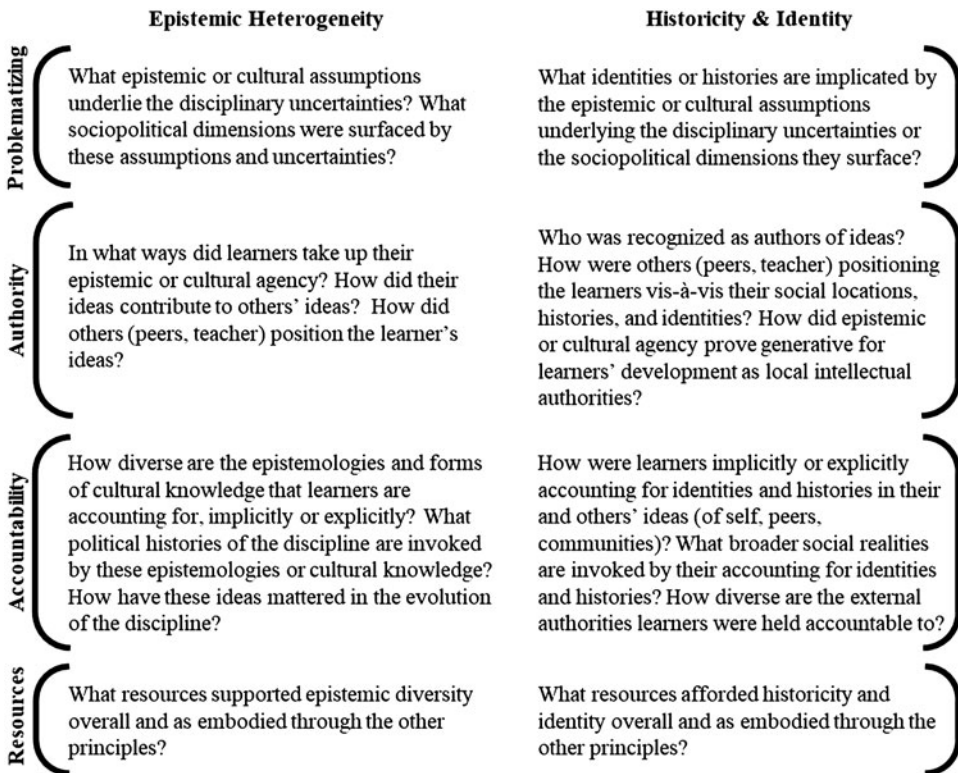 Epistemic Heterogeneity
Historicity & Identity
Problematizing
What epistemic or cultural assumptions
underlie the disciplinary uncertainties? What
sociopolitical dimensions were surfaced by
these assumptions and uncertainties?
What identities or histories are implicated by
the epistemic or cultural assumptions
underlying the disciplinary uncertainties or
the sociopolitical dimensions they surface?
Authority
In what ways did learners take up their
epistemic or cultural agency? How did their
ideas contribute to others’ ideas?  How did
others (peers, teacher) position the learner’s
ideas?
Who was recognized as authors of ideas?
How were others (peers, teacher) positioning
the learners vis-à-vis their social locations,
histories, and identities? How did epistemic
or cultural agency prove generative for
learners’ development as local intellectual
authorities?
Accountability
How diverse are the epistemologies and forms
of cultural knowledge that learners are
accounting for, implicitly or explicitly?  What
political histories of the discipline are invoked
by these epistemologies or cultural knowledge?
How have these ideas mattered in the evolution
of the discipline?
How were learners implicitly or explicitly
accounting for identities and histories in their
and others’ ideas (of self, peers,
communities)? What broader social realities
are invoked by their accounting for identities
and histories? How diverse are the external
authorities learners were held accountable to?
Resources
What resources supported epistemic diversity
overall and as embodied through the other
principles?
What resources afforded historicity and
identity overall and as embodied through the
other principles?